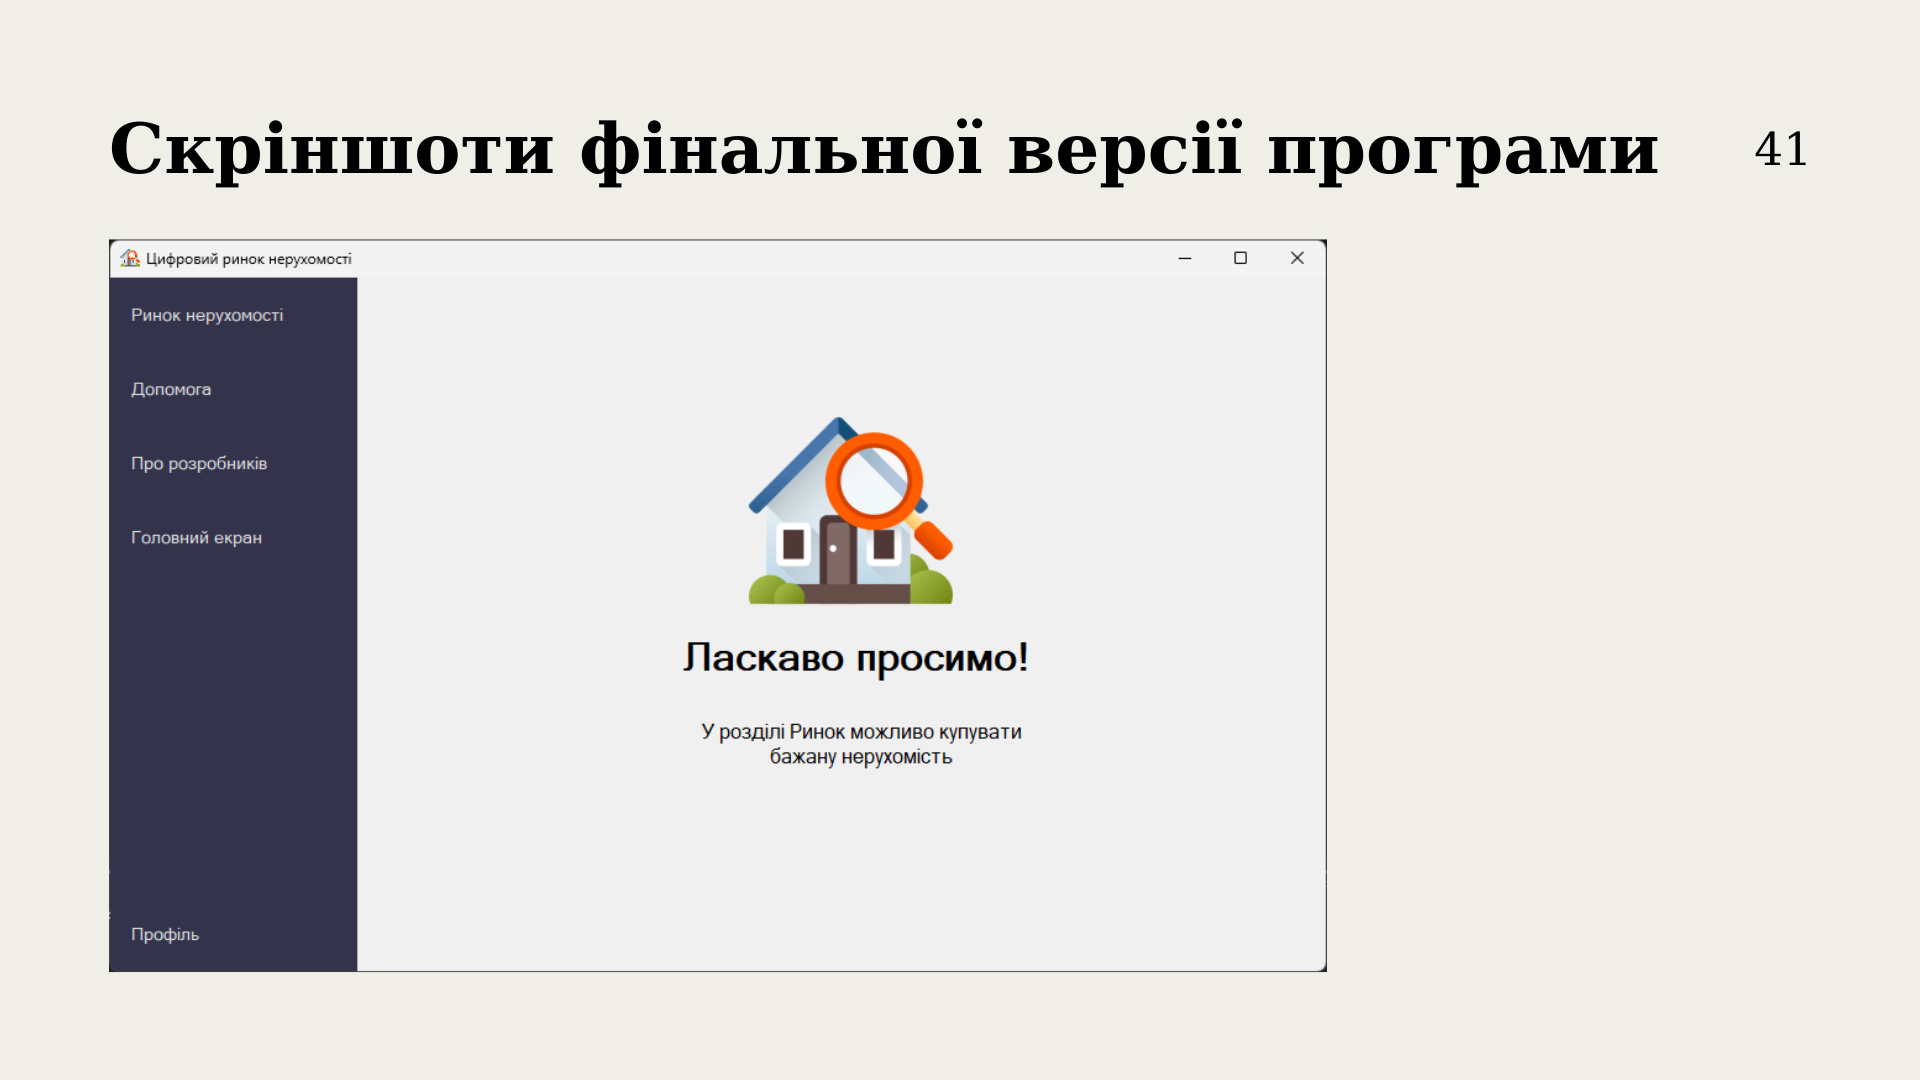 Скріншоти фінальної версії програми
41
Цифровий ринок нерухомості
Ринок нерухомості
Допомога
Про розробників
Головний екран
Ласкаво просимо!
У розділі Ринок можливо купувати
бажану нерухомість
Профіль